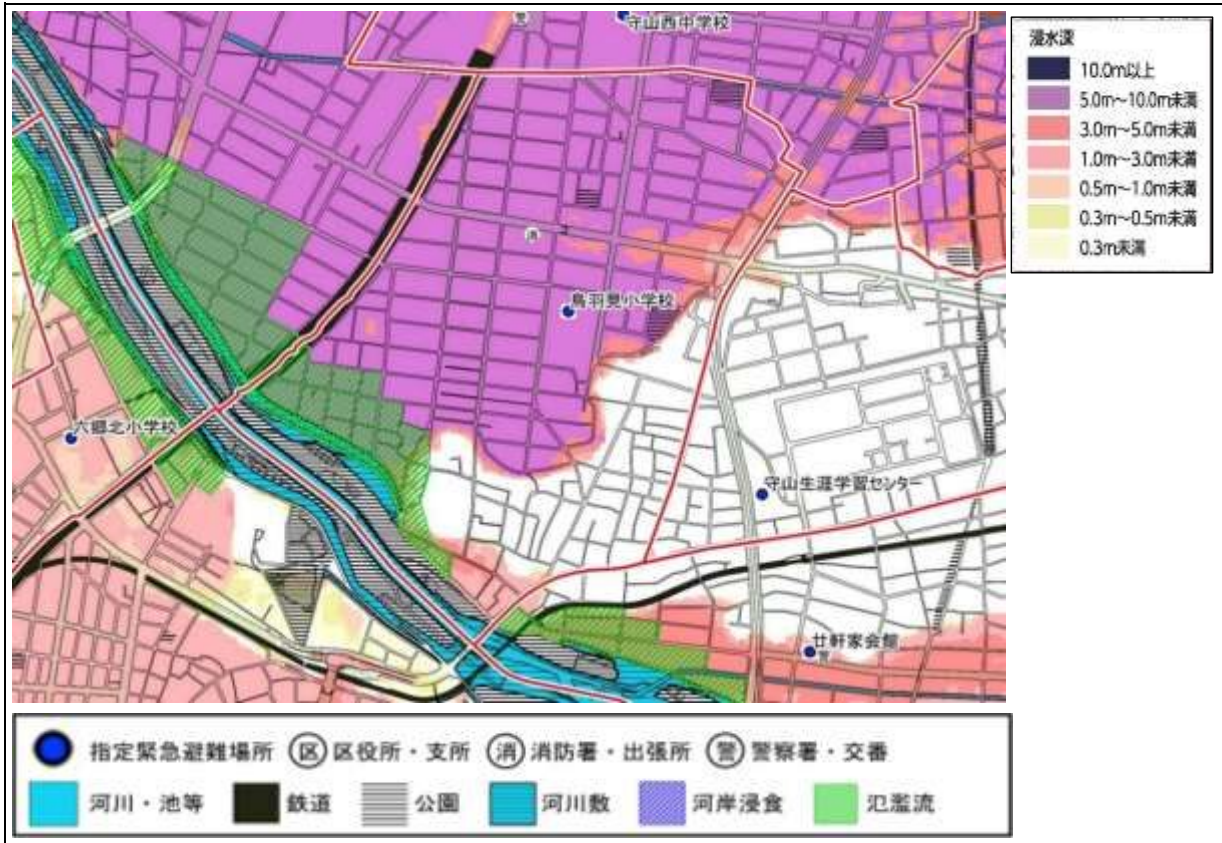 守山西中学校
浸水深
10.0m以上
5.0m～10.0m未満
3.0m～5.0m未満
1.0m～3.0m未満
0.5m～1.0m未満
0.3m～0.5m未満
0.3m未満
警
消
鳥羽見小学校
六郷北小学校
守山生涯学習センター
廿軒家会館
警
指定緊急避難場所 区 区役所・支所 消 消防署・出張所 警 警察署・交番
河川・池等 鉄道 公園 河川敷 河岸浸食 氾濫流